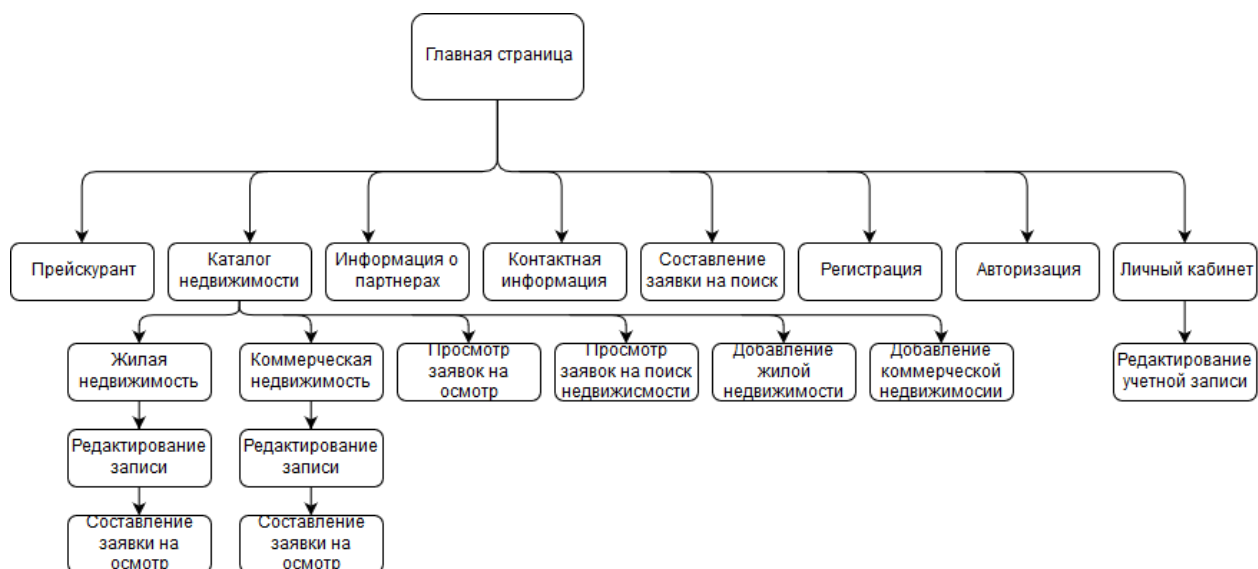 Главная страница
Прейскурант
Каталог
недвижимости
Информация о
партнерах
Контактная
информация
Составление
заявки на поиск
Регистрация
Авторизация
Личный кабинет
Жилая
недвижимость
Коммерческая
недвижимость
Просмотр
заявок на
осмотр
Просмотр
заявок на поиск
недвижисмости
Добавление
жилой
недвижимости
Добавление
коммерческой
недвижимосии
Редактирование
учетной записи
Редактирование
записи
Редактирование
записи
Составление
заявки на
осмотр
Составление
заявки на
осмотр